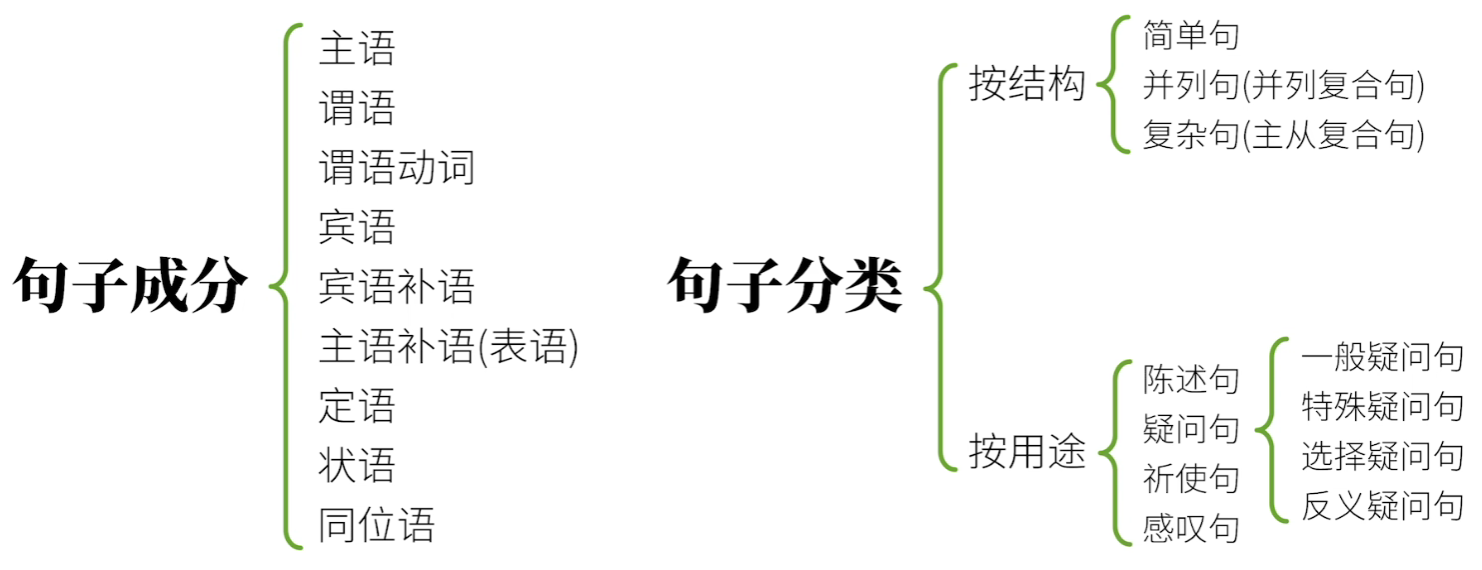 句子成分
主语
谓语
谓语动词
宾语
宾语补语
主语补语(表语)
定语
状语
同位语
句子分类
按结构
简单句
并列句(并列复合句)
复杂句(主从复合句)
按用途
陈述句
疑问句
祈使句
感叹句
一般疑问句
特殊疑问句
选择疑问句
反义疑问句